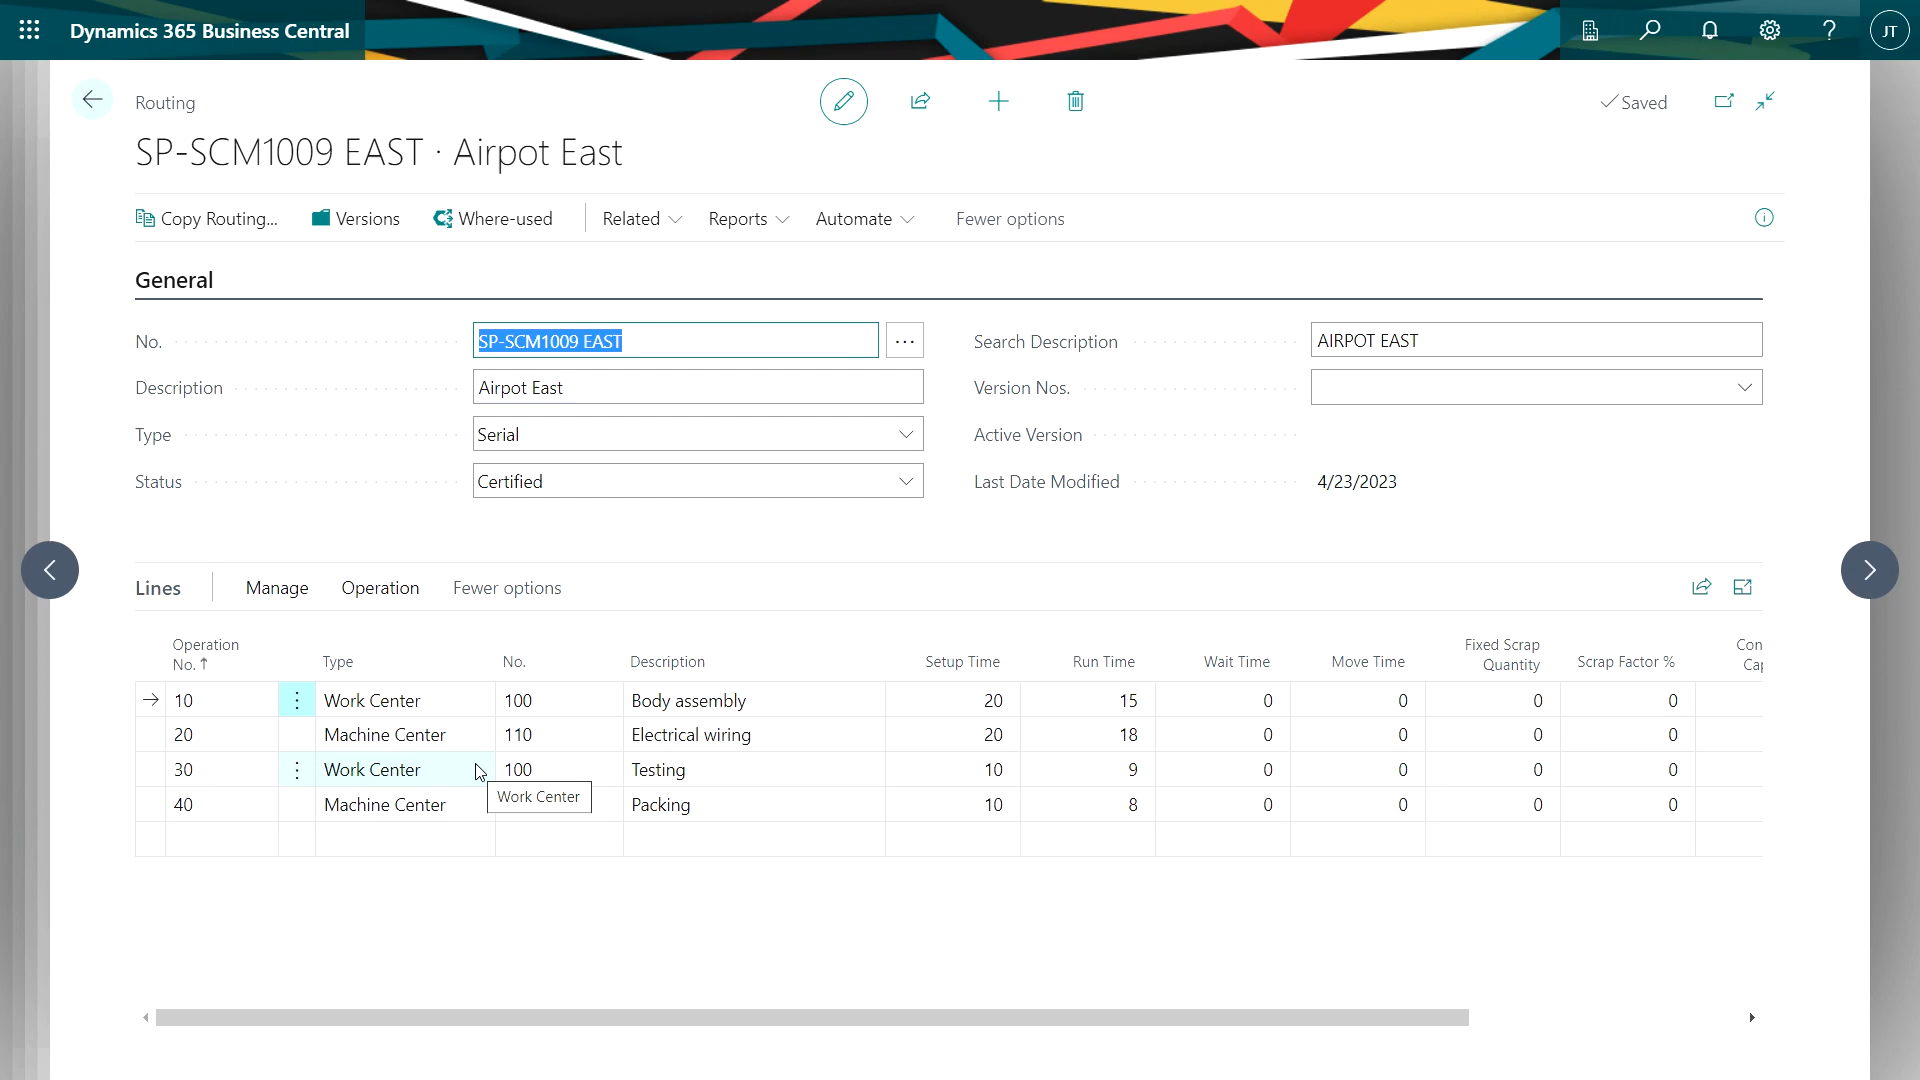 Dynamics 365 Business Central
JT
Routing
✓Saved
SP-SCM1009 EAST · Airpot East
Copy Routing...
Versions
Where-used
Related
Reports
Automate
Fewer options
General
No.
SP-SCM1009 EAST
...
Search Description
AIRPOT EAST
Description
Airpot East
Version Nos.
Type
Serial
Active Version
Status
Certified
Last Date Modified
4/23/2023
Lines
Manage
Operation
Fewer options
Operation No. ↑ Type No. Description Setup Time Run Time Wait Time Move Time Fixed Scrap Quantity Scrap Factor % Con Cap
10 Work Center 100 Body assembly 20 15 0 0 0 0
20 Machine Center 110 Electrical wiring 20 18 0 0 0 0
30 Work Center 100 Testing 10 9 0 0 0 0
40 Machine Center Packing 10 8 0 0 0 0
Work Center